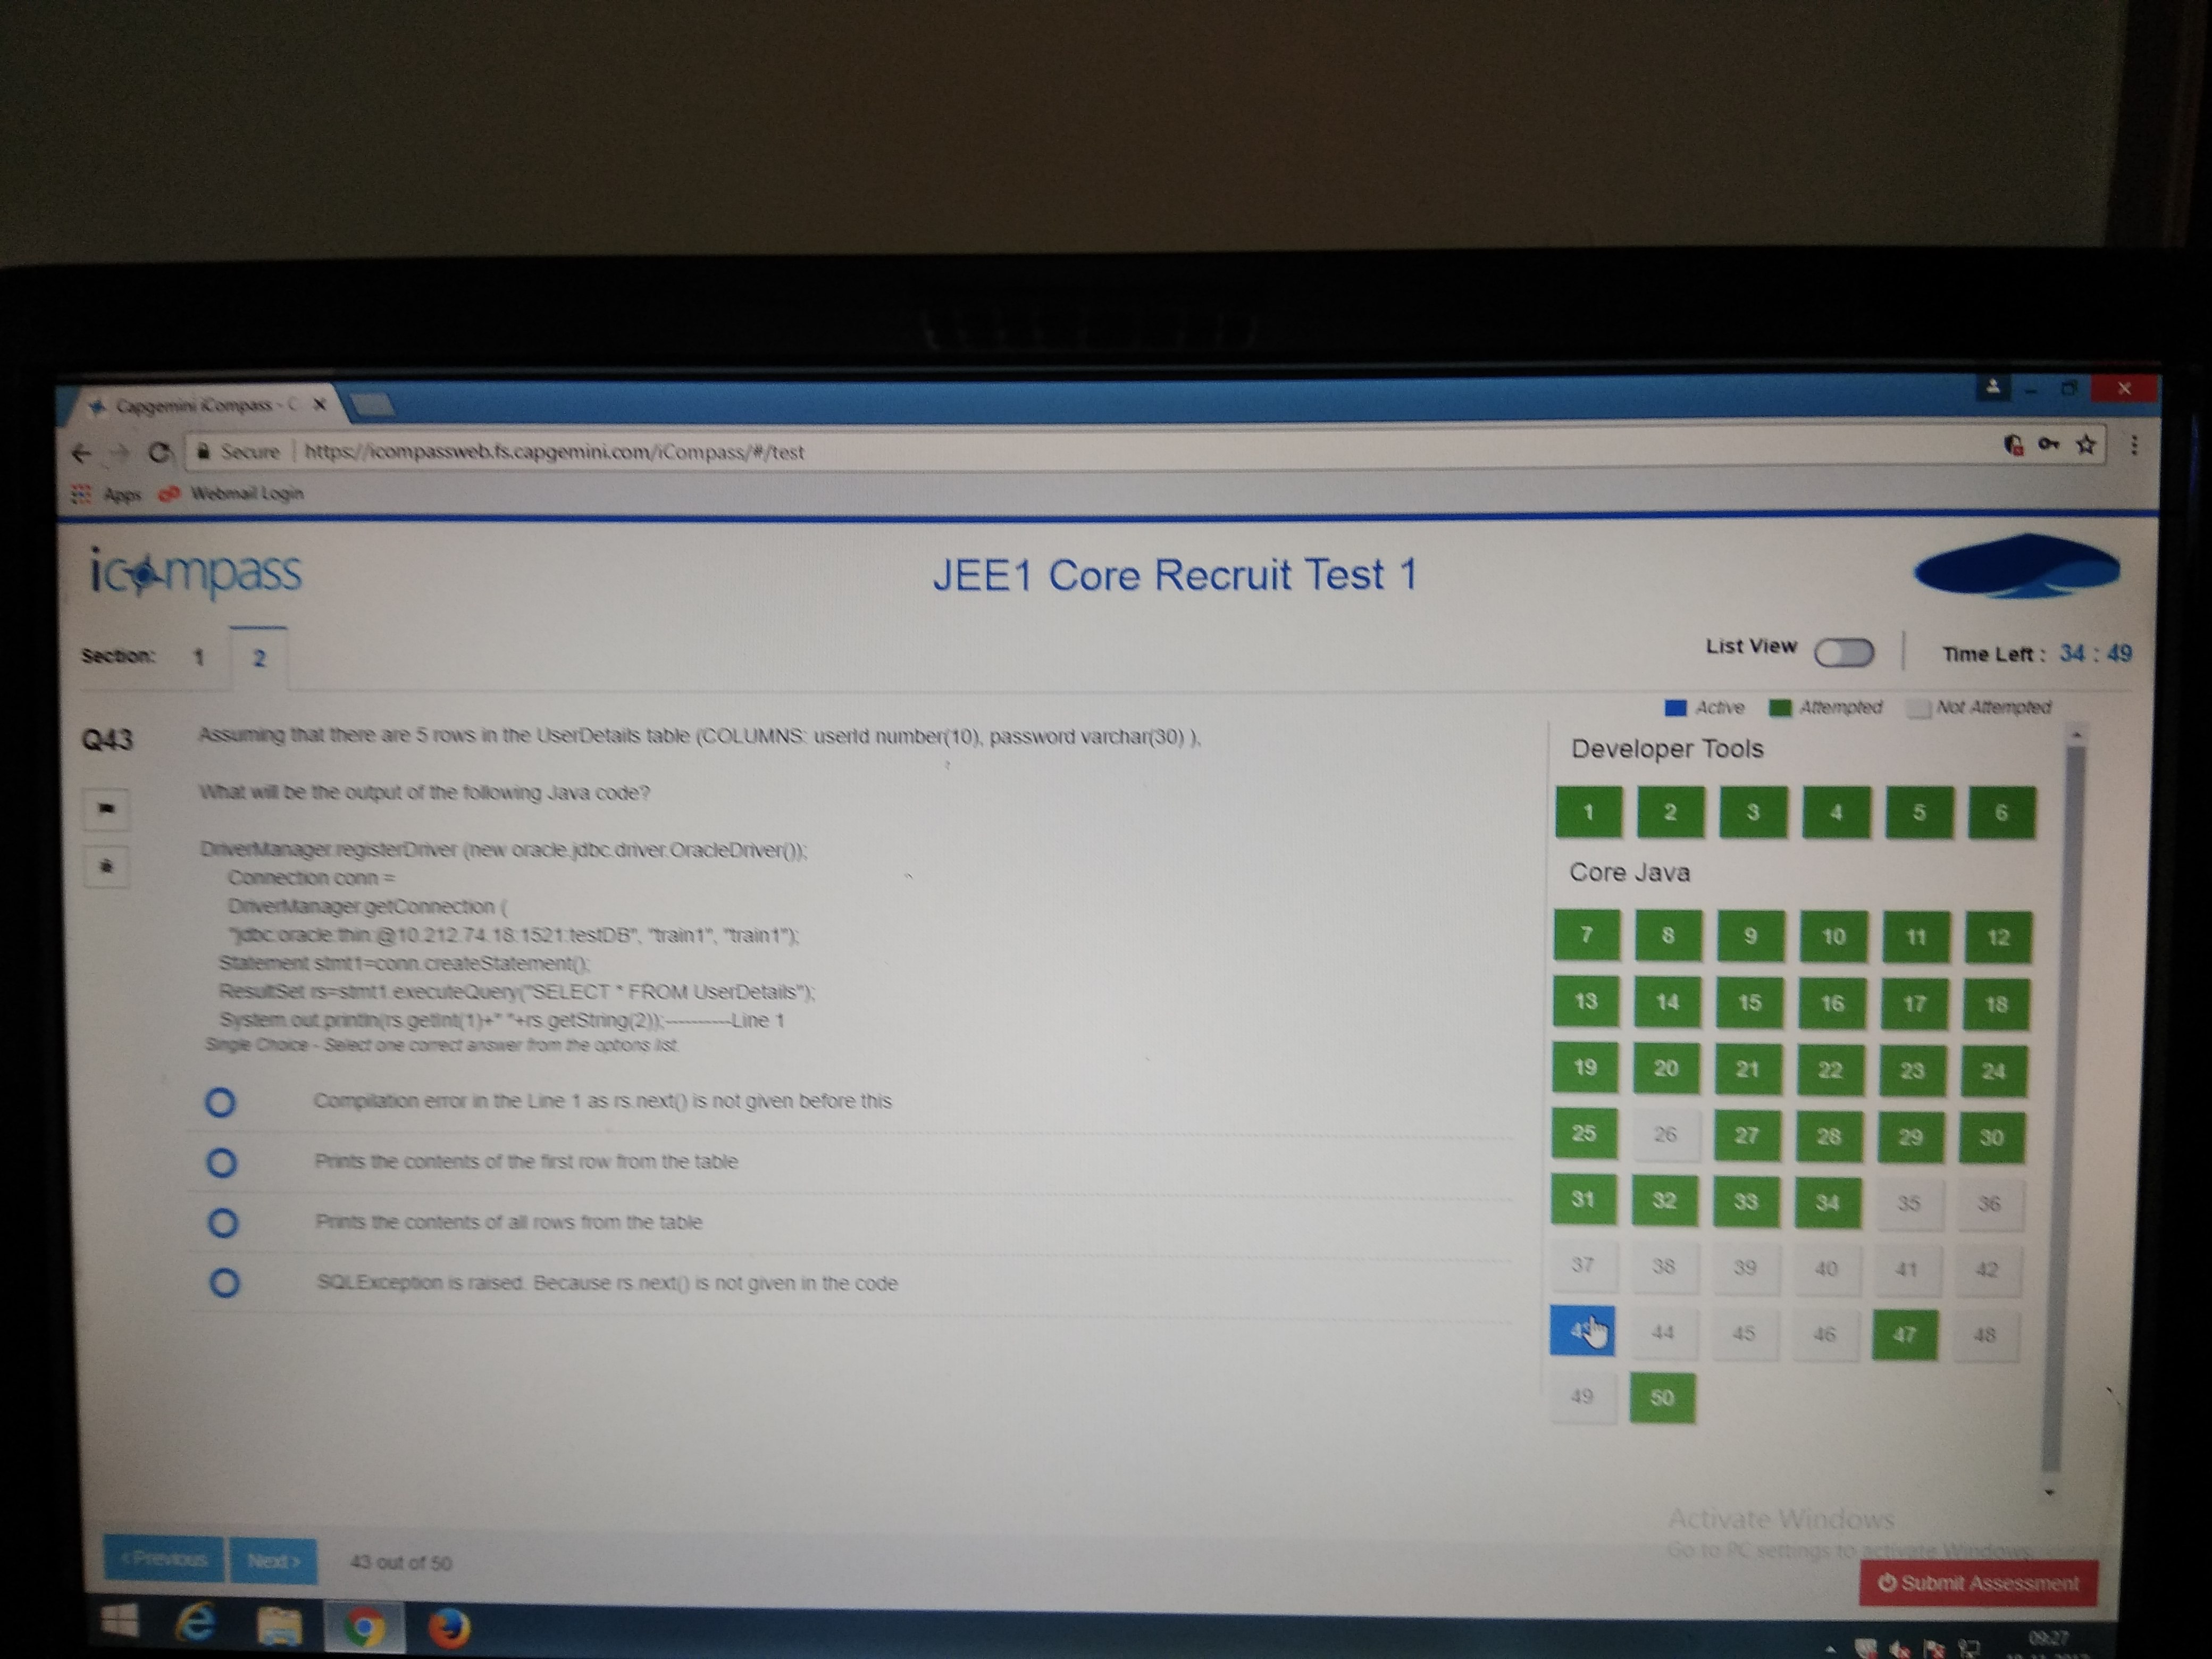 Capgemini iCompass - C
Secure https://icompassweb.fs.capgemini.com/iCompass/#/test
Apps Webmail Login
icompass
JEE1 Core Recruit Test 1
Section: 1 2
List View
Time Left : 34 : 49
Active Attempted Not Attempted
Q43
Assuming that there are 5 rows in the UserDetails table (COLUMNS: userId number(10), password varchar(30) ),
What will be the output of the following Java code?
DriverManager.registerDriver (new oracle.jdbc.driver.OracleDriver());
Connection conn =
DriverManager.getConnection (
"jdbc:oracle:thin:@10.212.74.18:1521:testDB", "train1", "train1");
Statement stmt1=conn.createStatement();
ResultSet rs=stmt1.executeQuery("SELECT * FROM UserDetails");
System.out.println(rs.getInt(1)+" "+rs.getString(2));----------Line 1
Single Choice - Select one correct answer from the options list.
Compilation error in the Line 1 as rs.next() is not given before this
Prints the contents of the first row from the table
Prints the contents of all rows from the table
SQLException is raised. Because rs.next() is not given in the code
Developer Tools
1 2 3 4 5 6
Core Java
7 8 9 10 11 12
13 14 15 16 17 18
19 20 21 22 23 24
25 26 27 28 29 30
31 32 33 34 35 36
37 38 39 40 41 42
44 45 46 47 48
49 50
Activate Windows
Go to PC settings to activate Windows.
< Previous Next > 43 out of 50
Submit Assessment
09:27